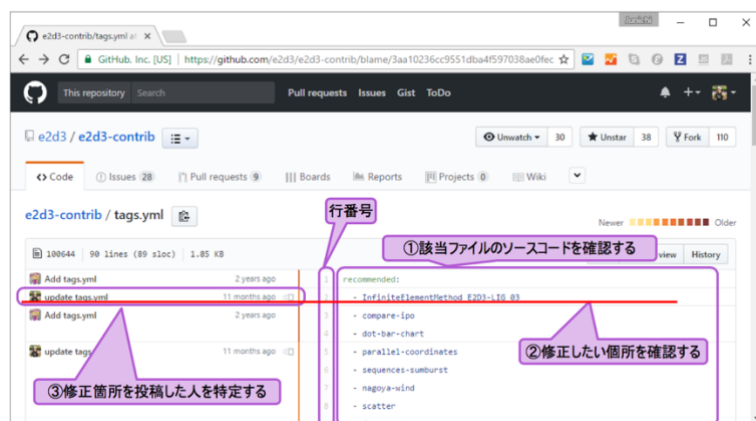 e2d3-contrib/tags.yml at
GitHub, Inc. [US] https://github.com/e2d3/e2d3-contrib/blame/3aa10236cc9551dba4f597038ae0fec
This repository Search Pull requests Issues Gist ToDo
e2d3 / e2d3-contrib Unwatch 30 Unstar 38 Fork 110
Code Issues 28 Pull requests 9 Boards Reports Projects 0 Wiki
e2d3-contrib / tags.yml
行番号
Newer Older
①該当ファイルのソースコードを確認する
100644 90 lines (89 sloc) 1.85 KB
view History
Add tags.yml 2 years ago 1 recommended:
update tags.yml 11 months ago 2 - InfiniteElementMethod E2D3-LIG 03
Add tags.yml 2 years ago 3 - compare-ipo
4 - dot-bar-chart
update tags 11 months ago 5 - parallel-coordinates
②修正したい個所を確認する
6 - sequences-sumburst
③修正箇所を投稿した人を特定する
7 - nagoya-wind
8 - scatter